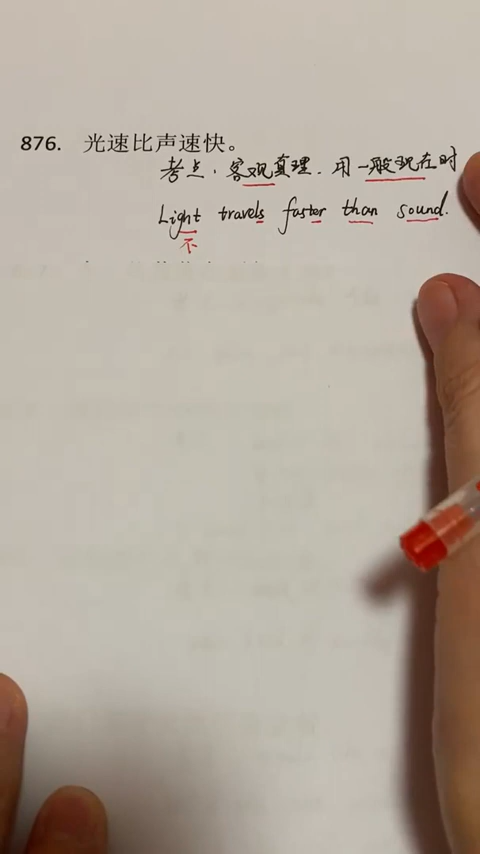 876. 光速比声速快。
考点：客观真理．用一般现在时
Light travels faster than sound.
不